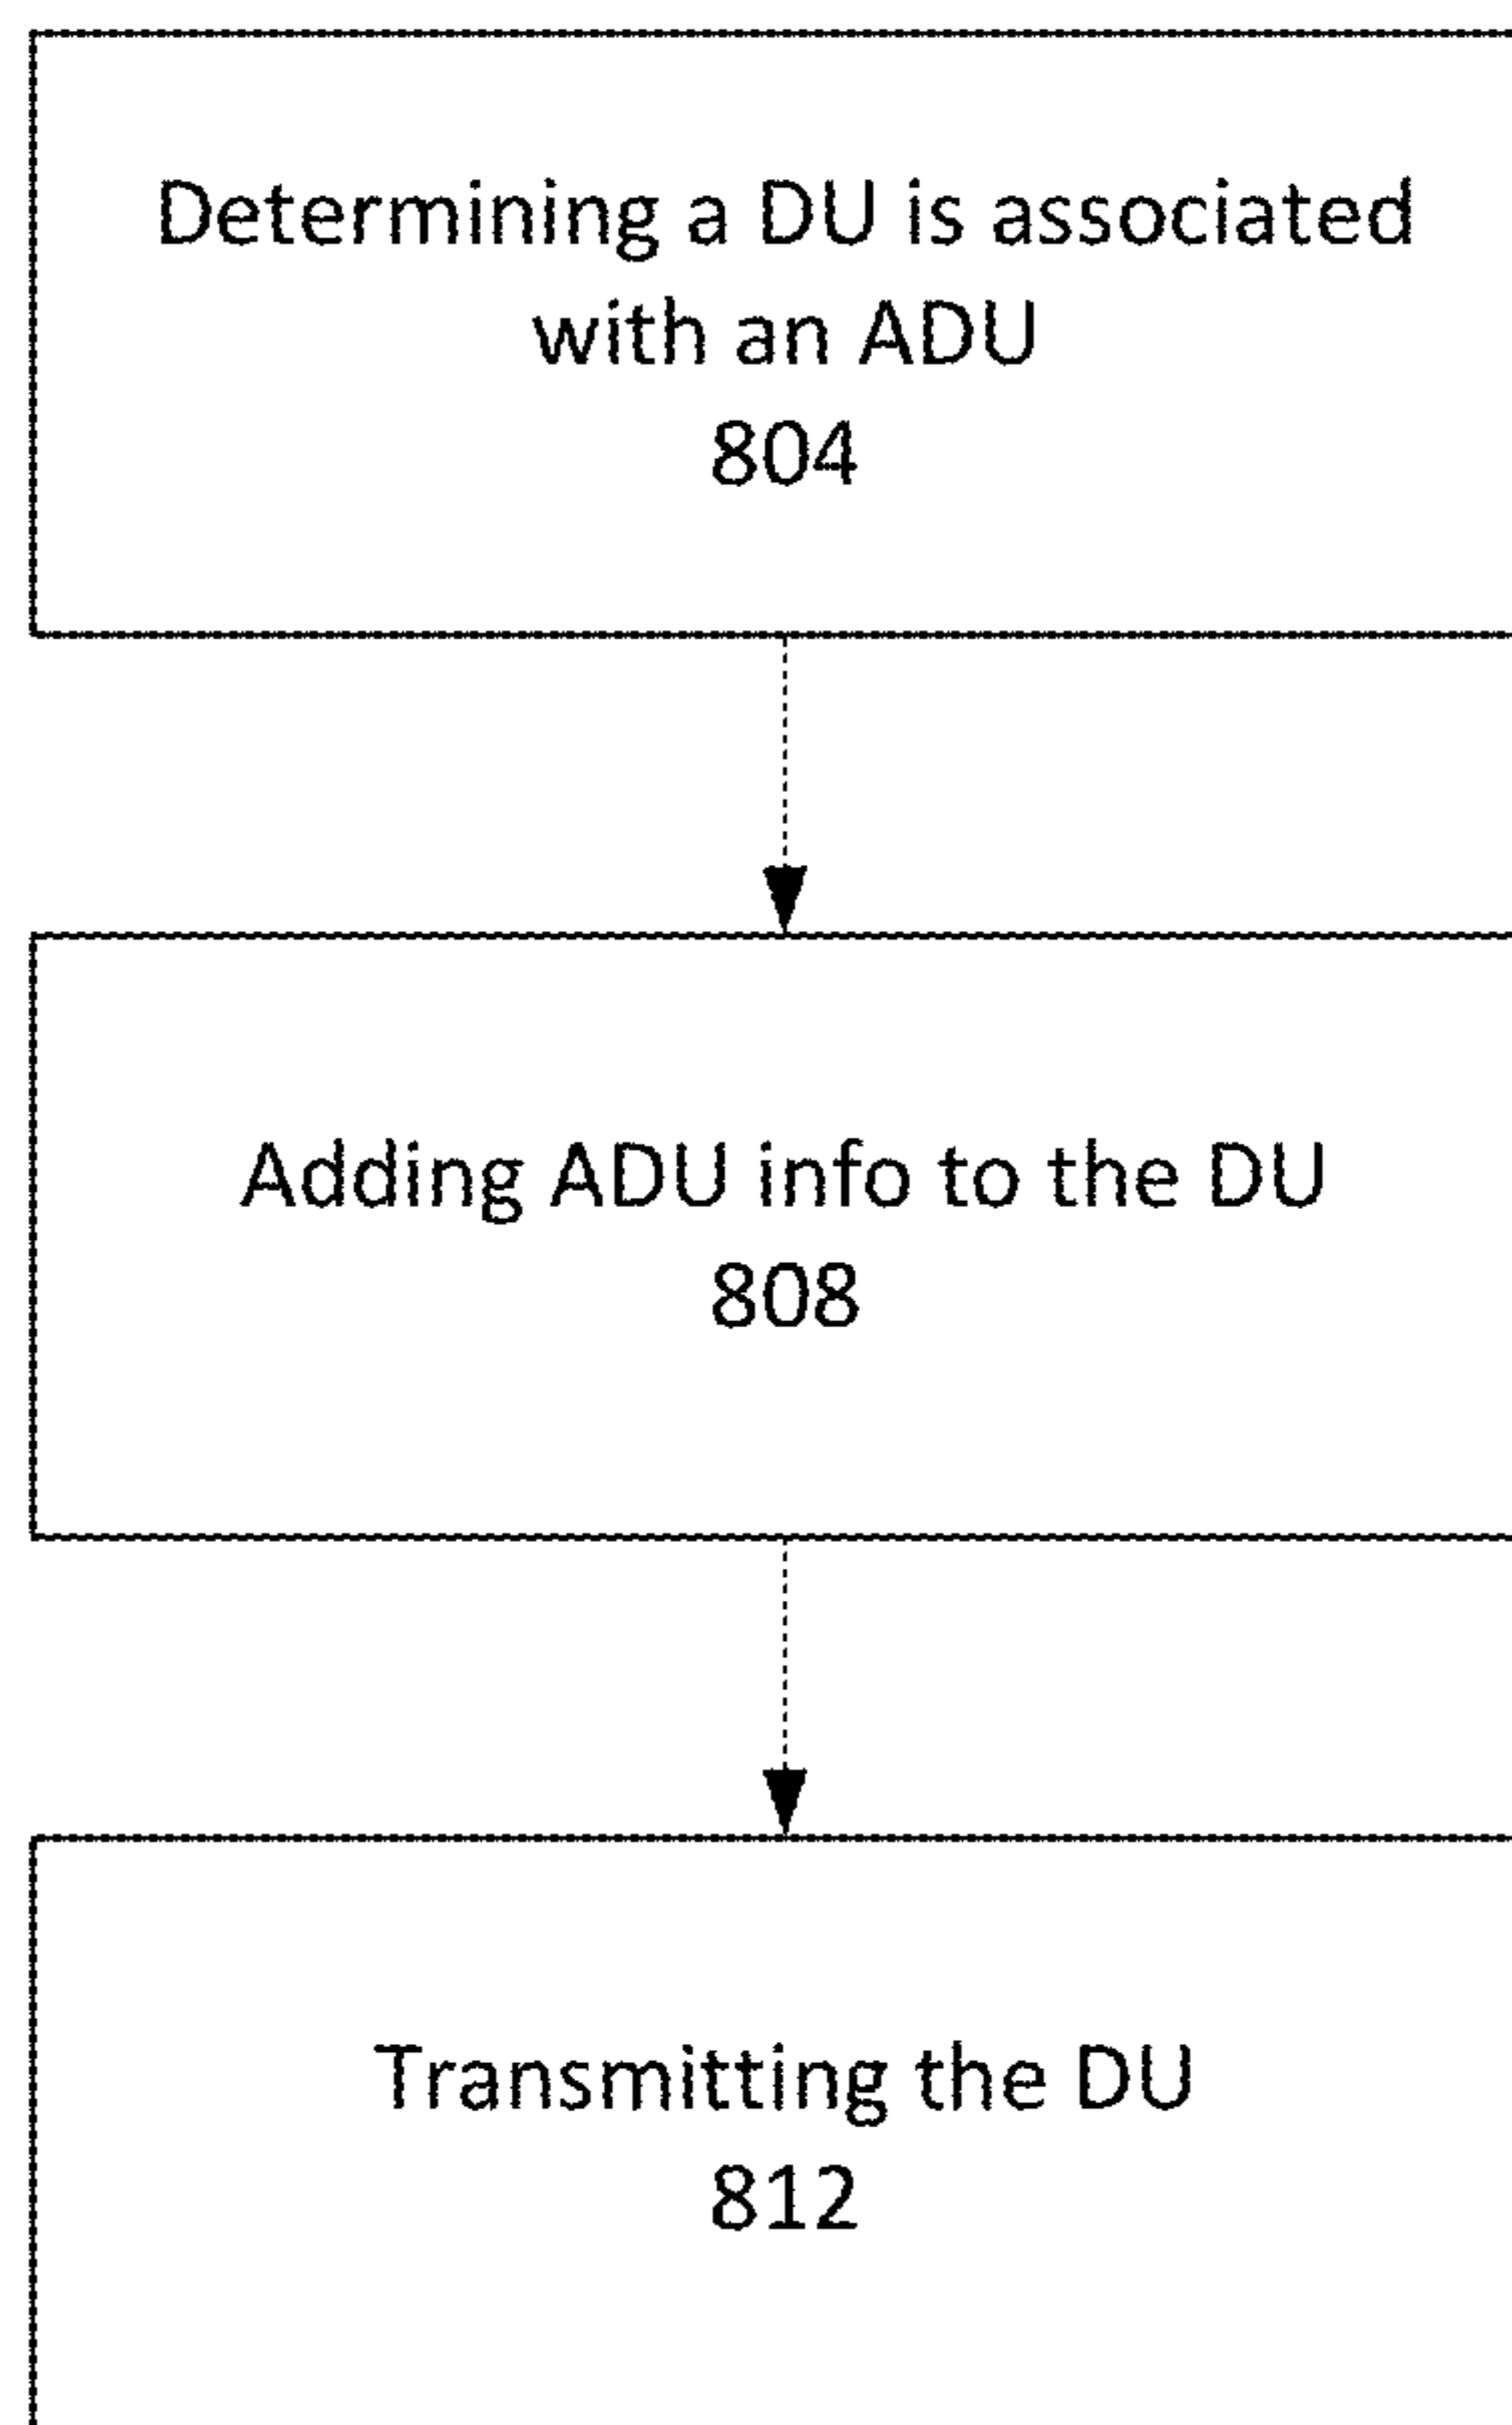 Determining a DU is associated
with an ADU
804
Adding ADU info to the DU
808
Transmitting the DU
812